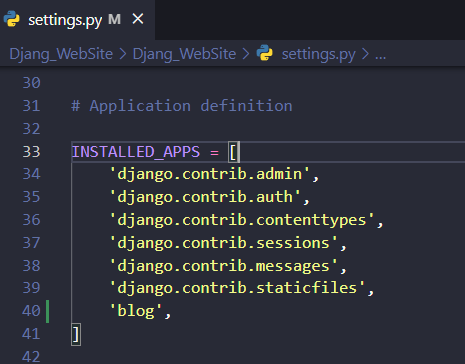 settings.py M ×
Djang_WebSite > Djang_WebSite > settings.py > ...
30
31 # Application definition
32
33 INSTALLED_APPS = [
34     'django.contrib.admin',
35     'django.contrib.auth',
36     'django.contrib.contenttypes',
37     'django.contrib.sessions',
38     'django.contrib.messages',
39     'django.contrib.staticfiles',
40     'blog',
41 ]
42